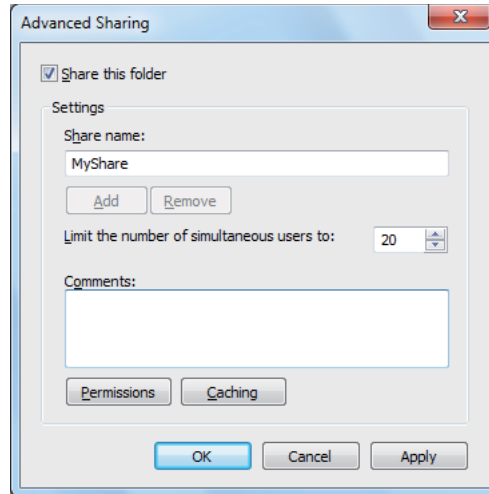 Advanced Sharing
Share this folder
Settings
Share name:
MyShare
Add Remove
Limit the number of simultaneous users to: 20
Comments:
Permissions Caching
OK Cancel Apply